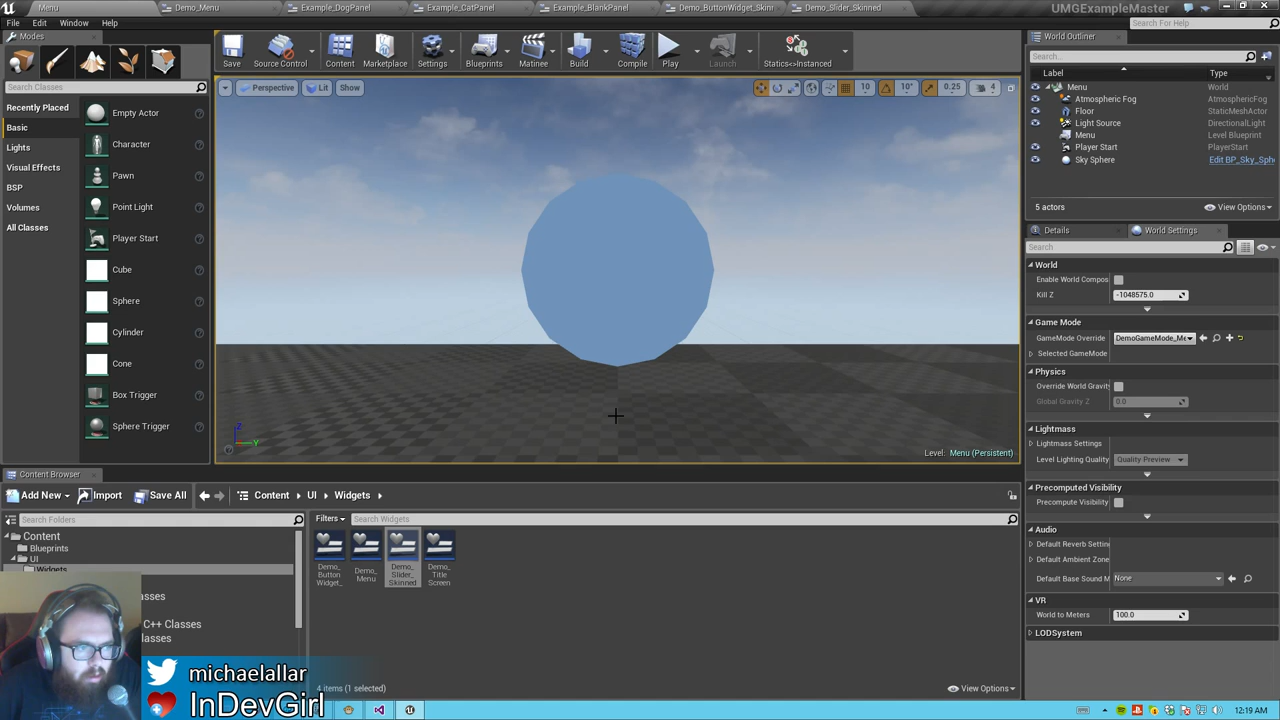 Menu
Demo_Menu
Example_DogPanel
Example_CatPanel
Example_BlankPanel
Demo_ButtonWidget_Skinn
Demo_Slider_Skinned
UMGExampleMaster
File
Edit
Window
Help
Search For Help
Modes
Search Classes
Recently Placed
Basic
Lights
Visual Effects
BSP
Volumes
All Classes
Empty Actor
Character
Pawn
Point Light
Player Start
Cube
Sphere
Cylinder
Cone
Box Trigger
Sphere Trigger
Save
Source Control
Content
Marketplace
Settings
Blueprints
Matinee
Build
Compile
Play
Launch
Statics<>Instanced
Perspective
Lit
Show
10
10°
0.25
4
Z
Y
Level: Menu (Persistent)
World Outliner
Search...
Label
Type
Menu
World
Atmospheric Fog
AtmosphericFog
Floor
StaticMeshActor
Light Source
DirectionalLight
Menu
Level Blueprint
Player Start
PlayerStart
Sky Sphere
Edit BP_Sky_Sph
5 actors
View Options
Details
World Settings
Search
World
Enable World Compos
Kill Z
-1048575.0
Game Mode
GameMode Override
DemoGameMode_Me
Selected GameMode
Physics
Override World Gravit
Global Gravity Z
0.0
Lightmass
Lightmass Settings
Level Lighting Quality
Quality Preview
Precomputed Visibility
Precompute Visibility
Audio
Default Reverb Settin
Default Ambient Zone
Default Base Sound M
None
VR
World to Meters
100.0
LODSystem
Content Browser
Add New
Import
Save All
Content
UI
Widgets
Search Folders
Filters
Search Widgets
Content
Blueprints
UI
Widgets
asses
C++ Classes
lasses
Demo_
Button
Widget_
Demo_
Menu
Demo_
Slider_
Skinned
Demo_
Title
Screen
4 items (1 selected)
View Options
michaelallar
InDevGirl
12:19 AM